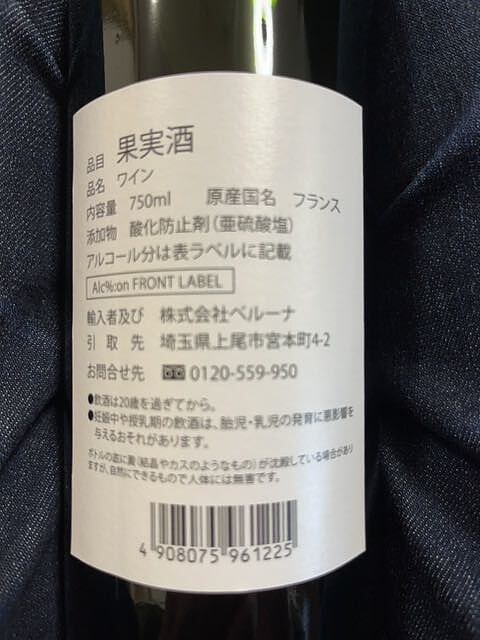 品目 果実酒
品名 ワイン
内容量 750ml 原産国名 フランス
添加物 酸化防止剤(亜硫酸塩)
アルコール分は表ラベルに記載
Alc%:on FRONT LABEL
輸入者及び 株式会社ベルーナ
引取先 埼玉県上尾市宮本町4-2
お問合せ先 0120-559-950
●飲酒は20歳を過ぎてから。
●妊娠中や授乳期の飲酒は、胎児・乳児の発育に悪影響を
与えるおそれがあります。
ボトルの底に澱(結晶やカスのようなもの)が沈殿している場合があり
ますが、自然にできるもので人体には無害です。
4 908075 961225